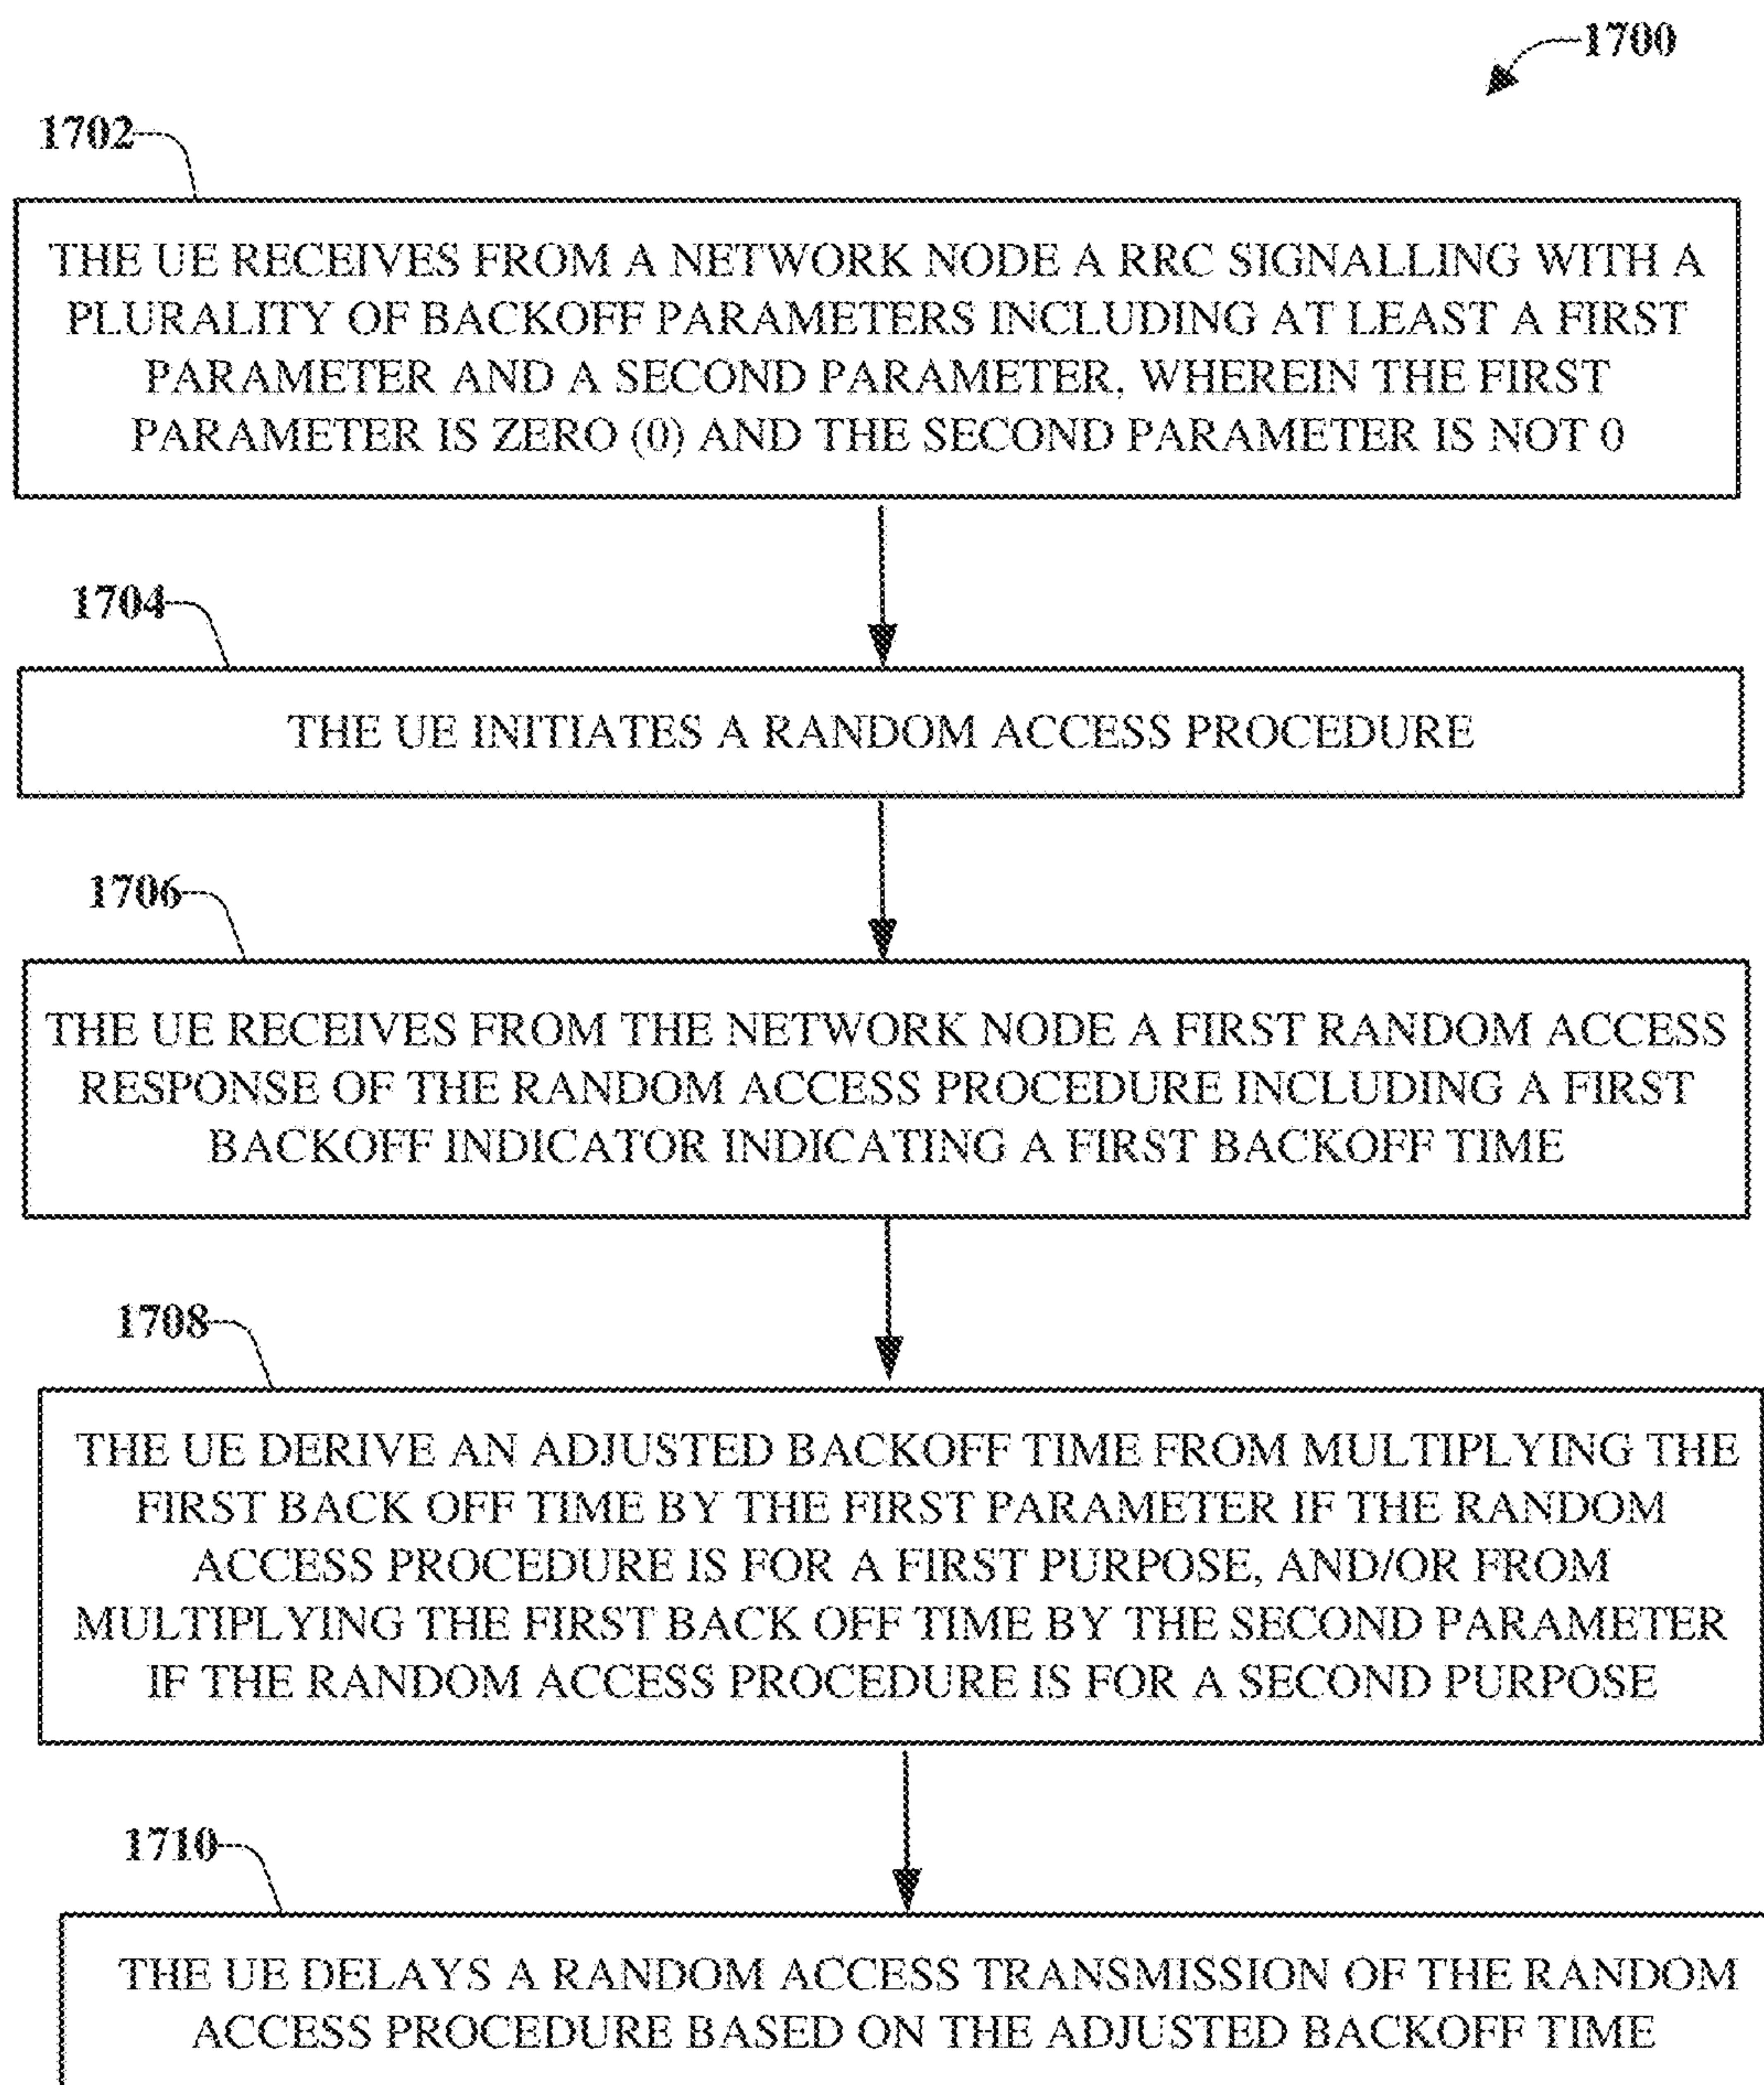 1700
1702
THE UE RECEIVES FROM A NETWORK NODE A RRC SIGNALLING WITH A
PLURALITY OF BACKOFF PARAMETERS INCLUDING AT LEAST A FIRST
PARAMETER AND A SECOND PARAMETER, WHEREIN THE FIRST
PARAMETER IS ZERO (0) AND THE SECOND PARAMETER IS NOT 0
1704
THE UE INITIATES A RANDOM ACCESS PROCEDURE
1706
THE UE RECEIVES FROM THE NETWORK NODE A FIRST RANDOM ACCESS
RESPONSE OF THE RANDOM ACCESS PROCEDURE INCLUDING A FIRST
BACKOFF INDICATOR INDICATING A FIRST BACKOFF TIME
1708
THE UE DERIVE AN ADJUSTED BACKOFF TIME FROM MULTIPLYING THE
FIRST BACK OFF TIME BY THE FIRST PARAMETER IF THE RANDOM
ACCESS PROCEDURE IS FOR A FIRST PURPOSE, AND/OR FROM
MULTIPLYING THE FIRST BACK OFF TIME BY THE SECOND PARAMETER
IF THE RANDOM ACCESS PROCEDURE IS FOR A SECOND PURPOSE
1710
THE UE DELAYS A RANDOM ACCESS TRANSMISSION OF THE RANDOM
ACCESS PROCEDURE BASED ON THE ADJUSTED BACKOFF TIME